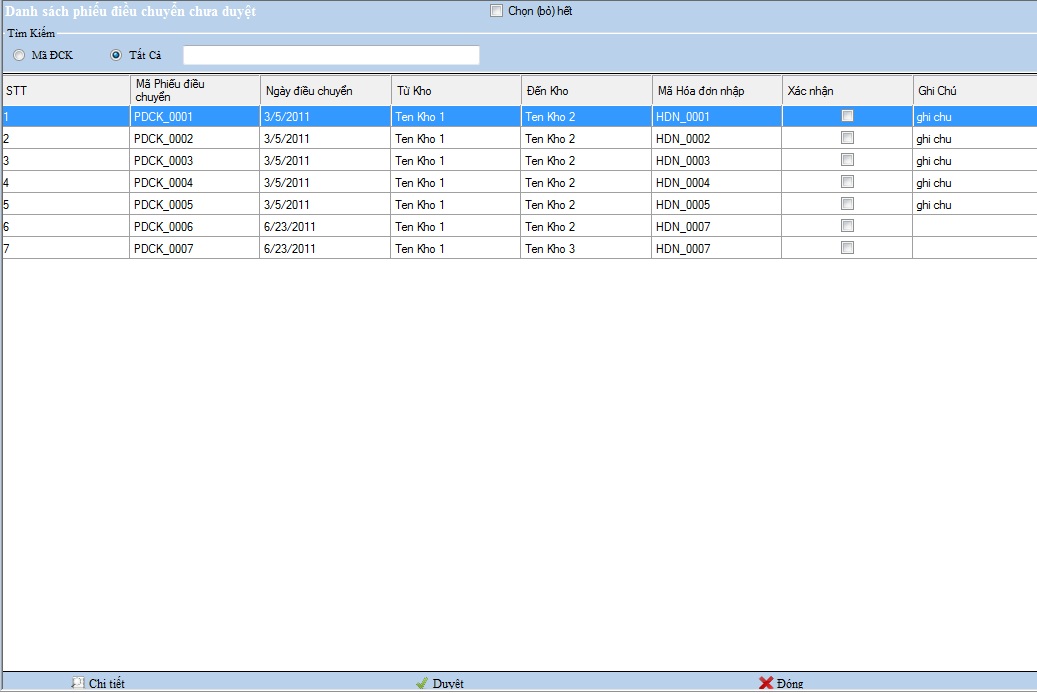 Danh sách phiếu điều chuyển chưa duyệt
Chọn (bỏ) hết
Tìm Kiếm
Mã ĐCK
Tất Cả
STT Mã Phiếu điều chuyển Ngày điều chuyển Từ Kho Đến Kho Mã Hóa đơn nhập Xác nhận Ghi Chú
1 PDCK_0001 3/5/2011 Ten Kho 1 Ten Kho 2 HDN_0001 ghi chu
2 PDCK_0002 3/5/2011 Ten Kho 1 Ten Kho 2 HDN_0002 ghi chu
3 PDCK_0003 3/5/2011 Ten Kho 1 Ten Kho 2 HDN_0003 ghi chu
4 PDCK_0004 3/5/2011 Ten Kho 1 Ten Kho 2 HDN_0004 ghi chu
5 PDCK_0005 3/5/2011 Ten Kho 1 Ten Kho 2 HDN_0005 ghi chu
6 PDCK_0006 6/23/2011 Ten Kho 1 Ten Kho 2 HDN_0007
7 PDCK_0007 6/23/2011 Ten Kho 1 Ten Kho 3 HDN_0007
Chi tiết Duyệt Đóng